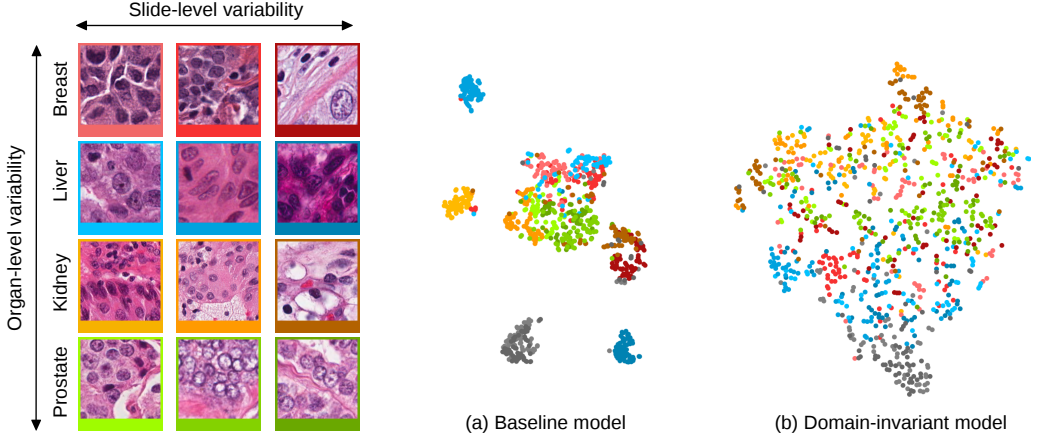 Slide-level variability
Organ-level variability
Breast
Liver
Kidney
Prostate
(a) Baseline model
(b) Domain-invariant model